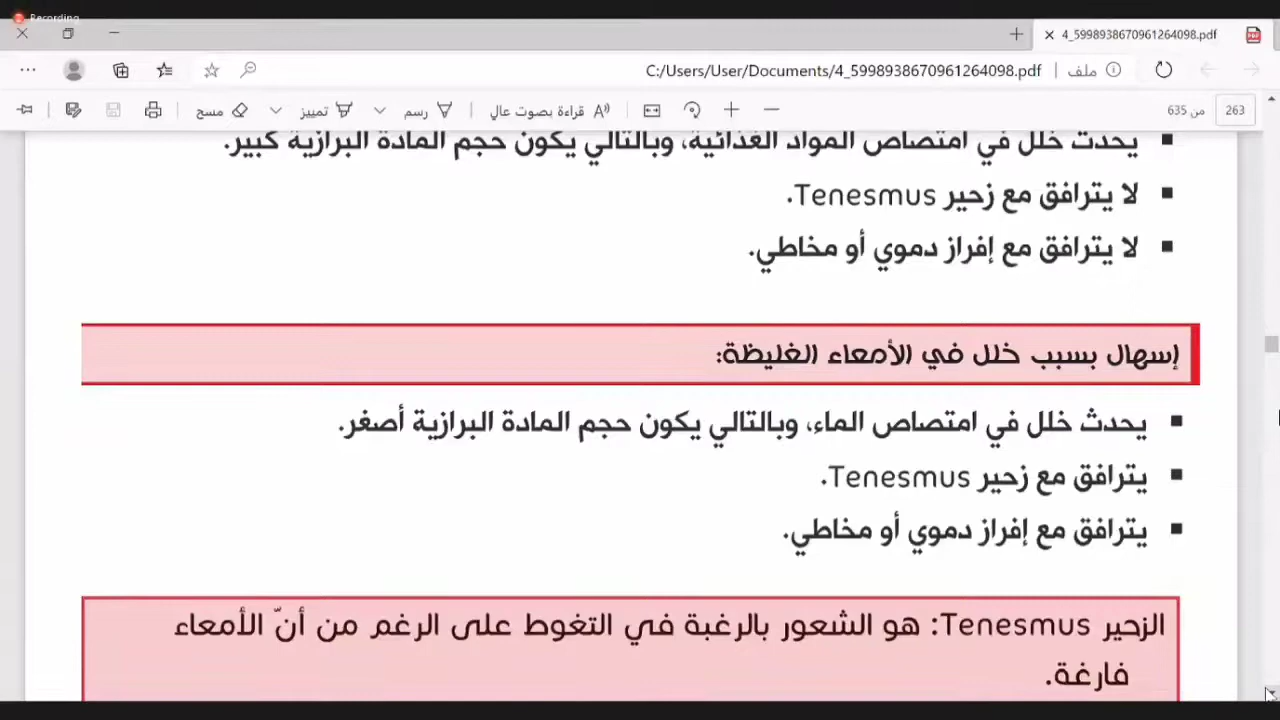 Recording
4_5998938670961264098.pdf
C:/Users/User/Documents/4_5998938670961264098.pdf | ملف
263 من 635
قراءة بصوت عالٍ
رسم
تمييز
مسح
يحدث خلل في امتصاص المواد الغذائية، وبالتالي يكون حجم المادة البرازية كبير.
لا يترافق مع زحير Tenesmus.
لا يترافق مع إفراز دموي أو مخاطي.
إسهال بسبب خلل في الأمعاء الغليظة:
يحدث خلل في امتصاص الماء، وبالتالي يكون حجم المادة البرازية أصغر.
يترافق مع زحير Tenesmus.
يترافق مع إفراز دموي أو مخاطي.
الزحير Tenesmus: هو الشعور بالرغبة في التغوط على الرغم من أنّ الأمعاء
فارغة.